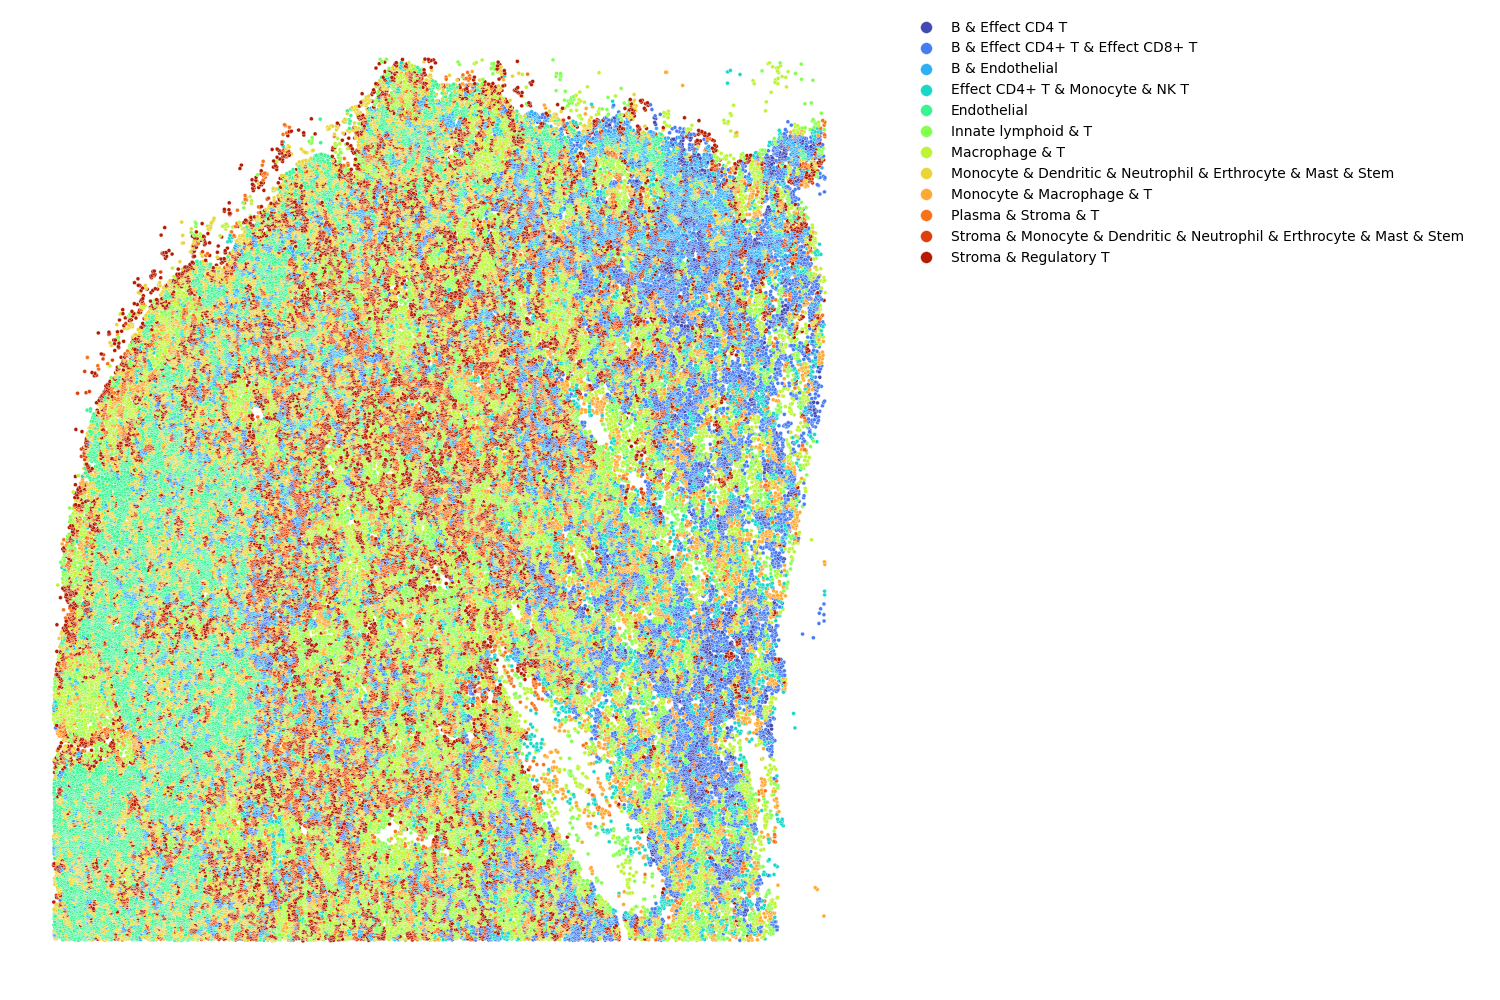 B & Effect CD4 T
B & Effect CD4+ T & Effect CD8+ T
B & Endothelial
Effect CD4+ T & Monocyte & NK T
Endothelial
Innate lymphoid & T
Macrophage & T
Monocyte & Dendritic & Neutrophil & Erthrocyte & Mast & Stem
Monocyte & Macrophage & T
Plasma & Stroma & T
Stroma & Monocyte & Dendritic & Neutrophil & Erthrocyte & Mast & Stem
Stroma & Regulatory T